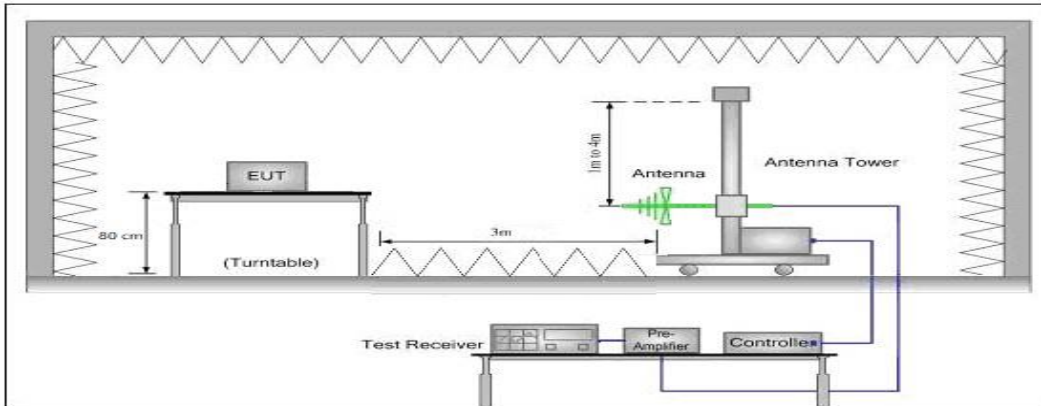 EUT
80 cm
(Turntable)
3m
1m to 4m
Antenna
Antenna Tower
Test Receiver
Pre-
Amplifier
Controller